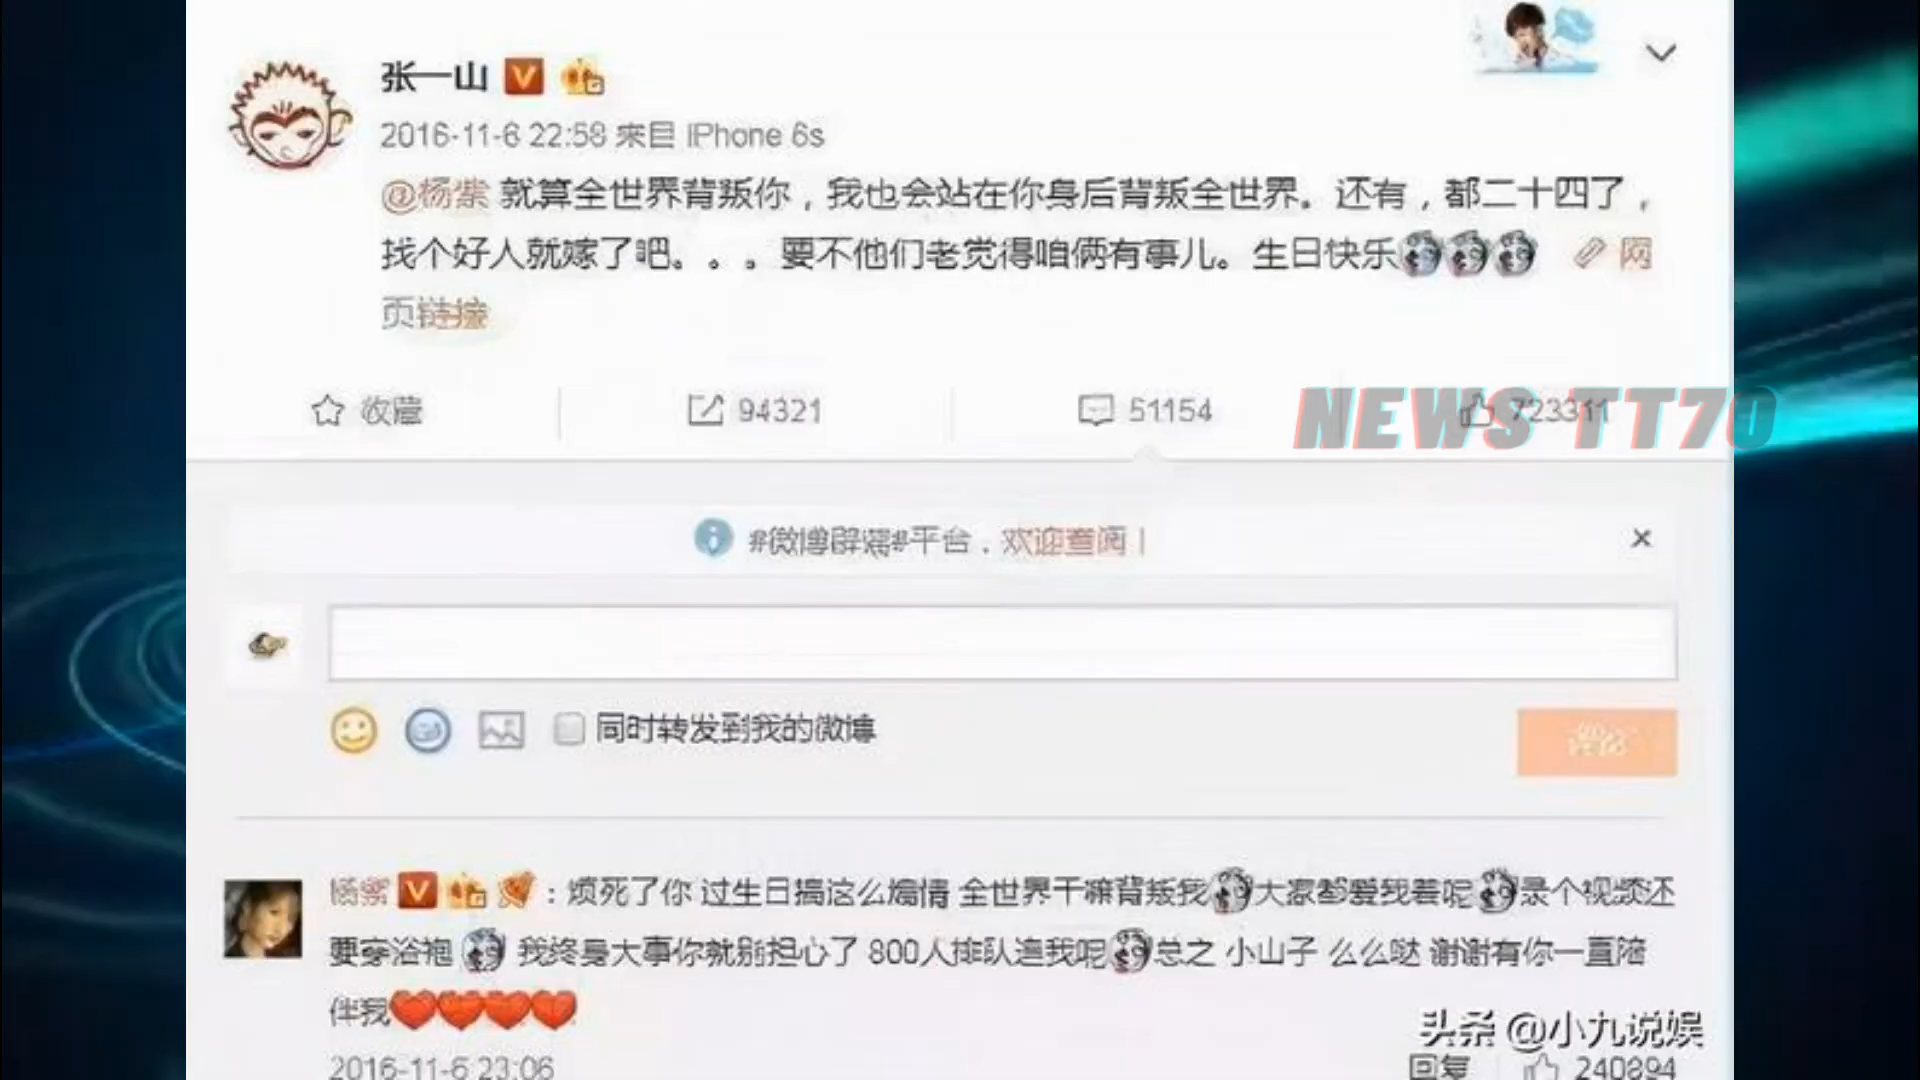 张一山
2016-11-6 22:58 来自 iPhone 6s
@杨紫 就算全世界背叛你，我也会站在你身后背叛全世界。还有，都二十四了，
找个好人就嫁了吧。。。要不他们老觉得咱俩有事儿。生日快乐 网
页链接
收藏 94321 51154 723311
NEWS TT70
#微博辟谣#平台，欢迎查阅！
同时转发到我的微博
评论
杨紫：烦死了你 过生日搞这么煽情 全世界干嘛背叛我 大家都爱我着呢 录个视频还
要穿浴袍 我终身大事你就别担心了 800人排队追我呢 总之 小山子 么么哒 谢谢有你一直陪
伴我
头条 @小九说娱
2016-11-6 23:06 回复 240894